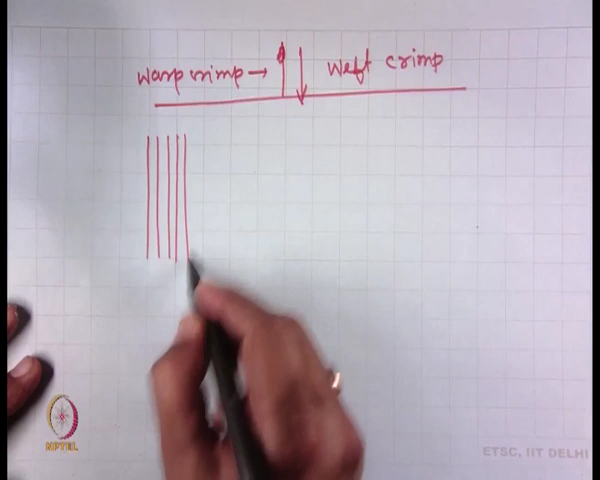 Warp crimp → ↑ ↓ Weft crimp
NPTEL
ETSC, IIT DELHI